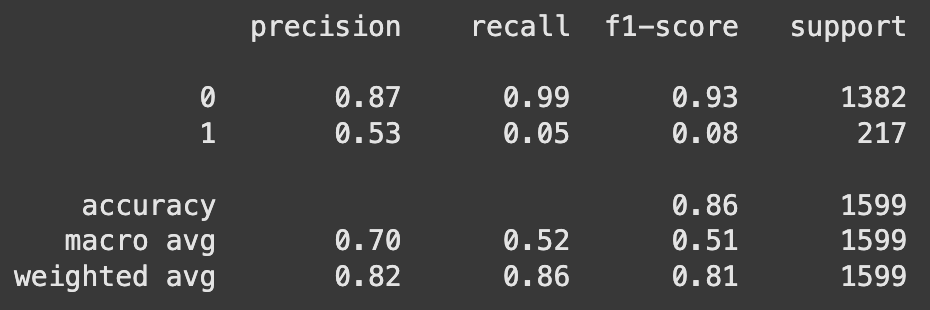 precision recall f1-score support
0 0.87 0.99 0.93 1382
1 0.53 0.05 0.08 217
accuracy 0.86 1599
macro avg 0.70 0.52 0.51 1599
weighted avg 0.82 0.86 0.81 1599